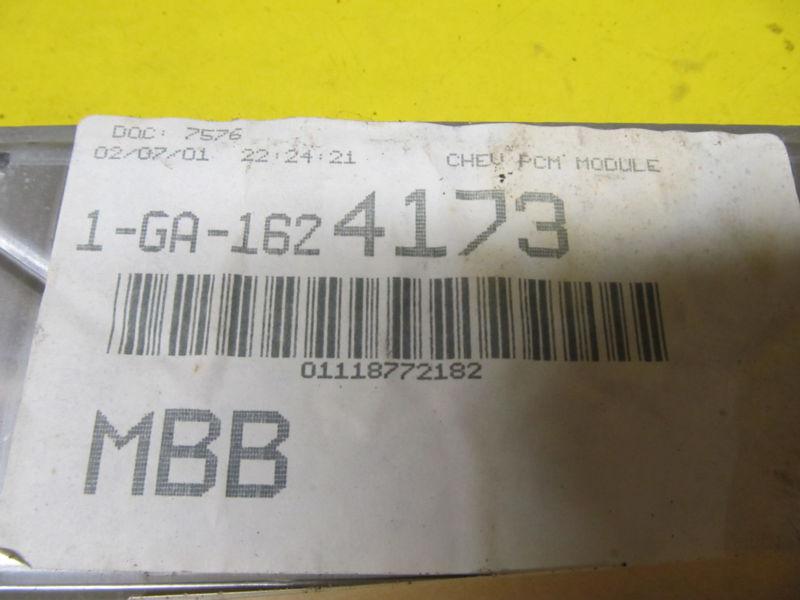 DOC: 7576
02/07/01 22:24:21 CHEV PCM MODULE
1-GA-1624173
01118772182
MBB